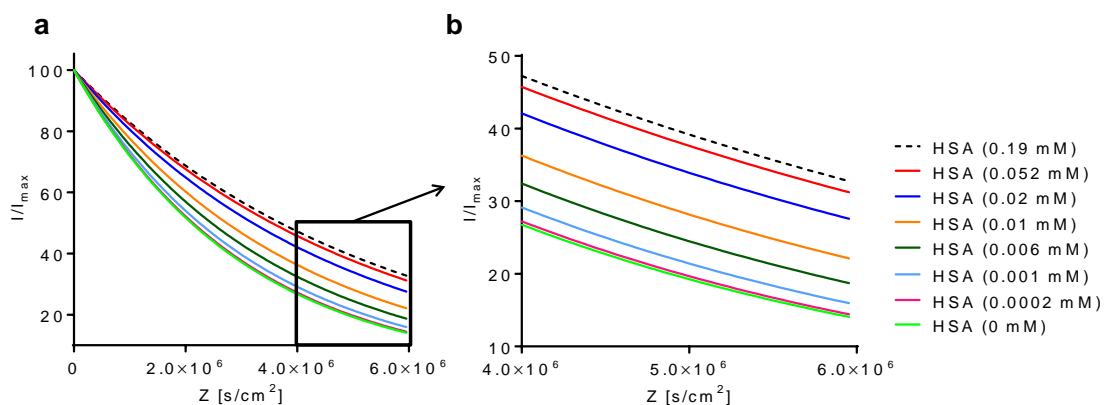 a
b
I/Imax
100
80
60
40
20
0
2.0×10⁶
4.0×10⁶
6.0×10⁶
Z [s/cm²]
I/Imax
50
40
30
20
10
4.0×10⁶
5.0×10⁶
6.0×10⁶
Z [s/cm²]
HSA (0.19 mM)
HSA (0.052 mM)
HSA (0.02 mM)
HSA (0.01 mM)
HSA (0.006 mM)
HSA (0.001 mM)
HSA (0.0002 mM)
HSA (0 mM)